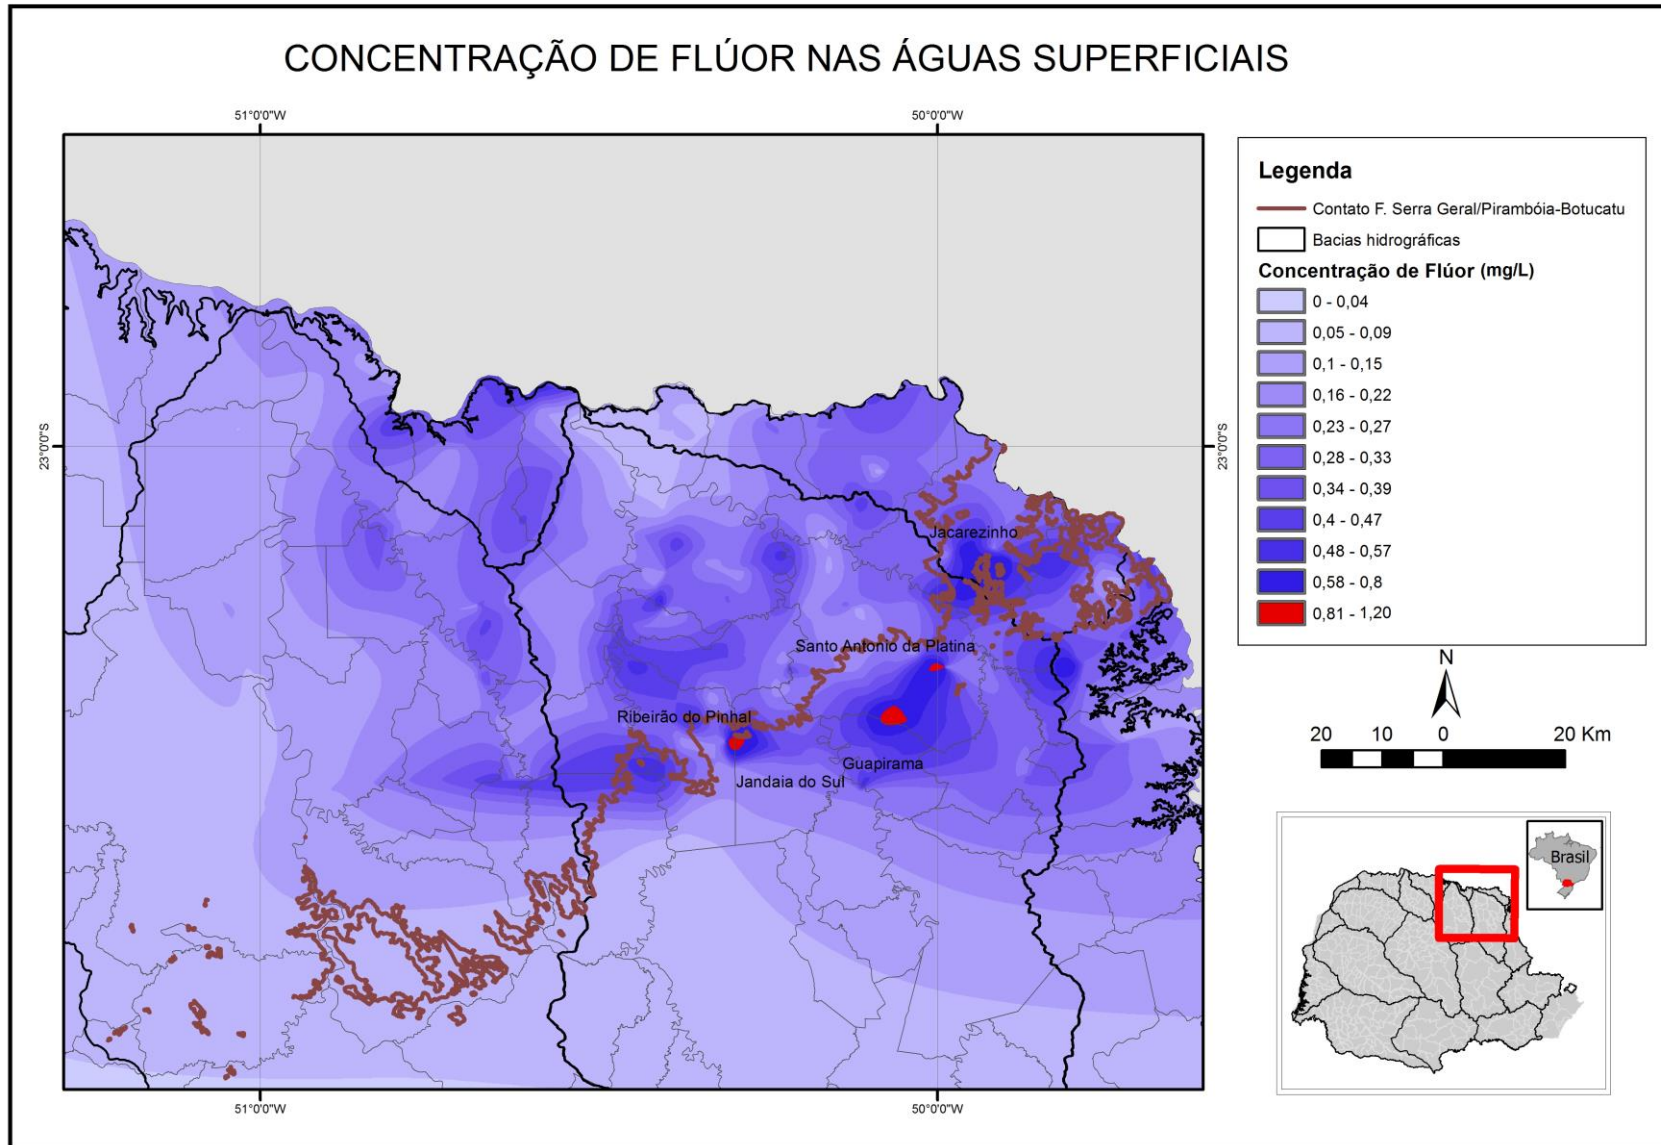 CONCENTRAÇÃO DE FLÚOR NAS ÁGUAS SUPERFICIAIS
51°0'0"W
50°0'0"W
23°0'0"S
23°0'0"S
Jacarezinho
Santo Antonio da Platina
Ribeirão do Pinhal
Guapirama
Jandaia do Sul
51°0'0"W
50°0'0"W
Legenda
Contato F. Serra Geral/Pirambóia-Botucatu
Bacias hidrográficas
Concentração de Flúor (mg/L)
0 - 0,04
0,05 - 0,09
0,1 - 0,15
0,16 - 0,22
0,23 - 0,27
0,28 - 0,33
0,34 - 0,39
0,4 - 0,47
0,48 - 0,57
0,58 - 0,8
0,81 - 1,20
N
20 10 0 20 Km
Brasil